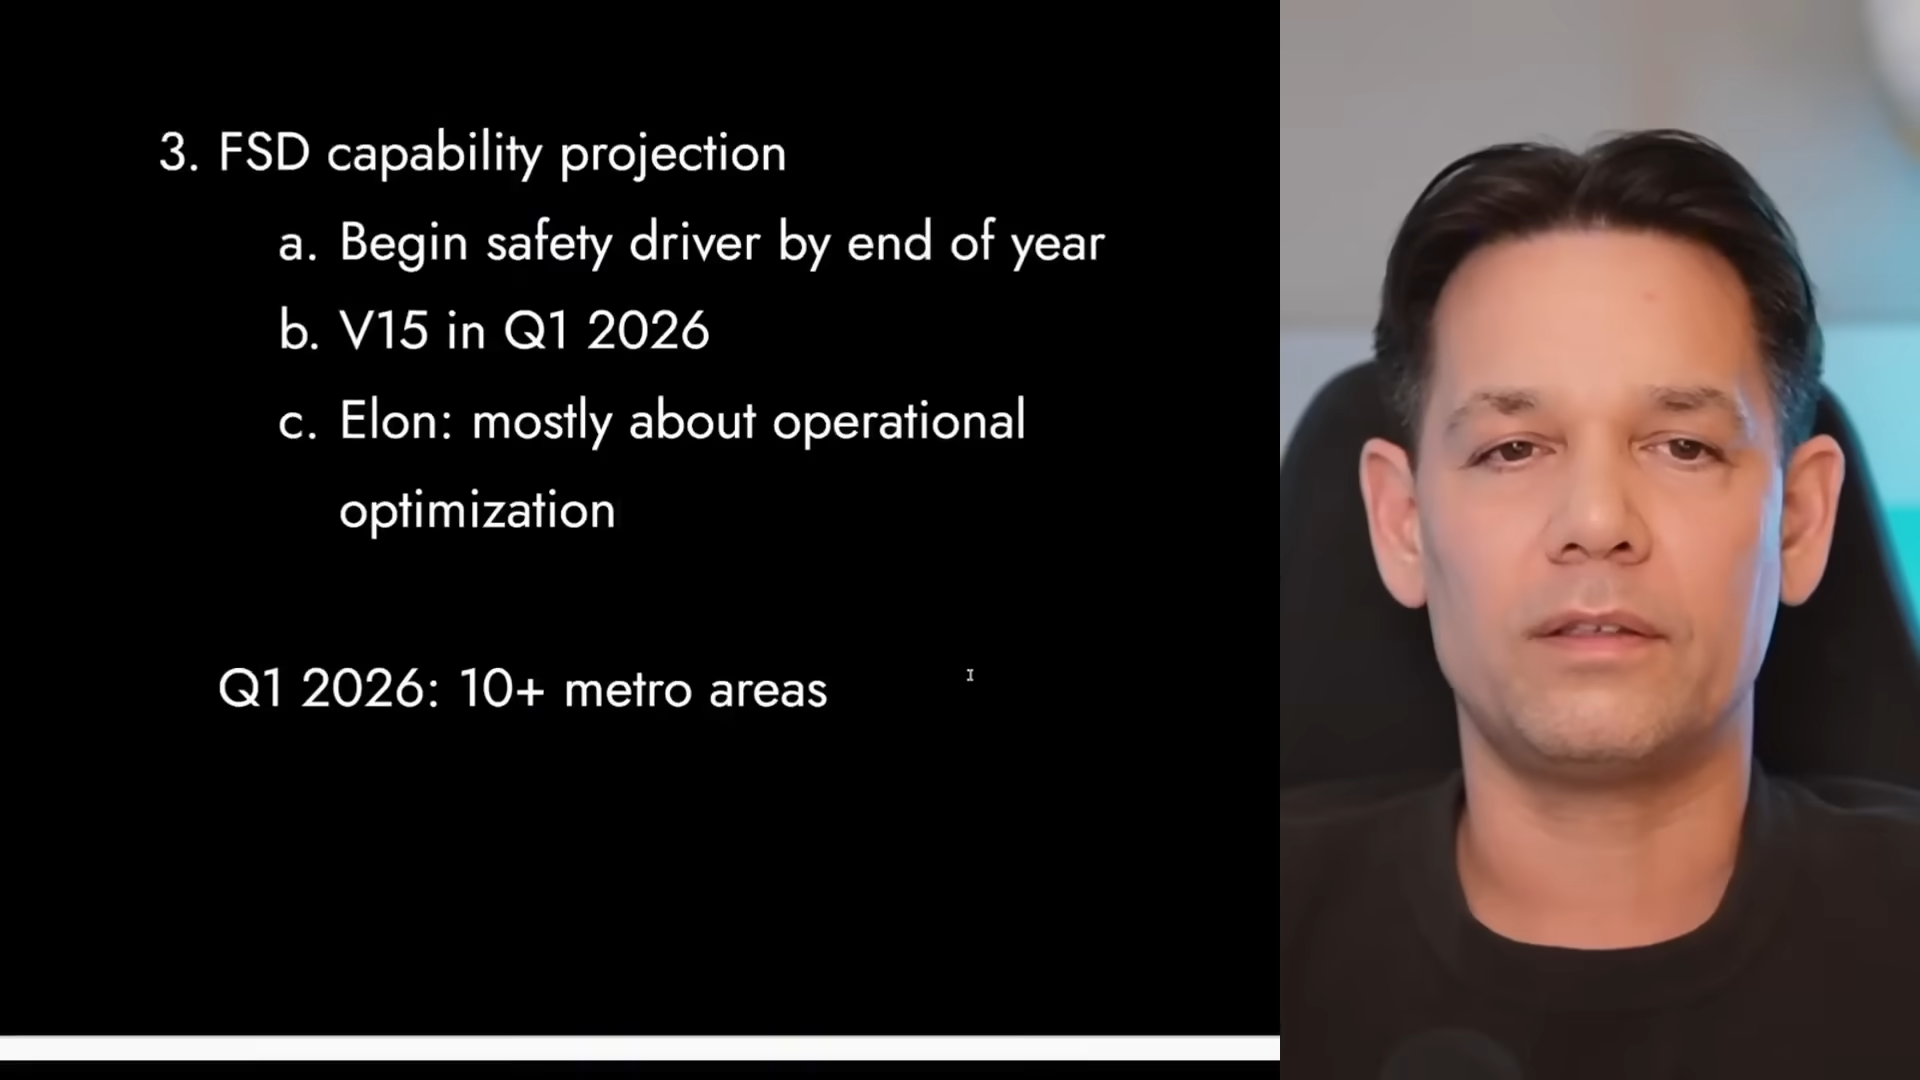 3. FSD capability projection
a. Begin safety driver by end of year
b. V15 in Q1 2026
c. Elon: mostly about operational
optimization
Q1 2026: 10+ metro areas